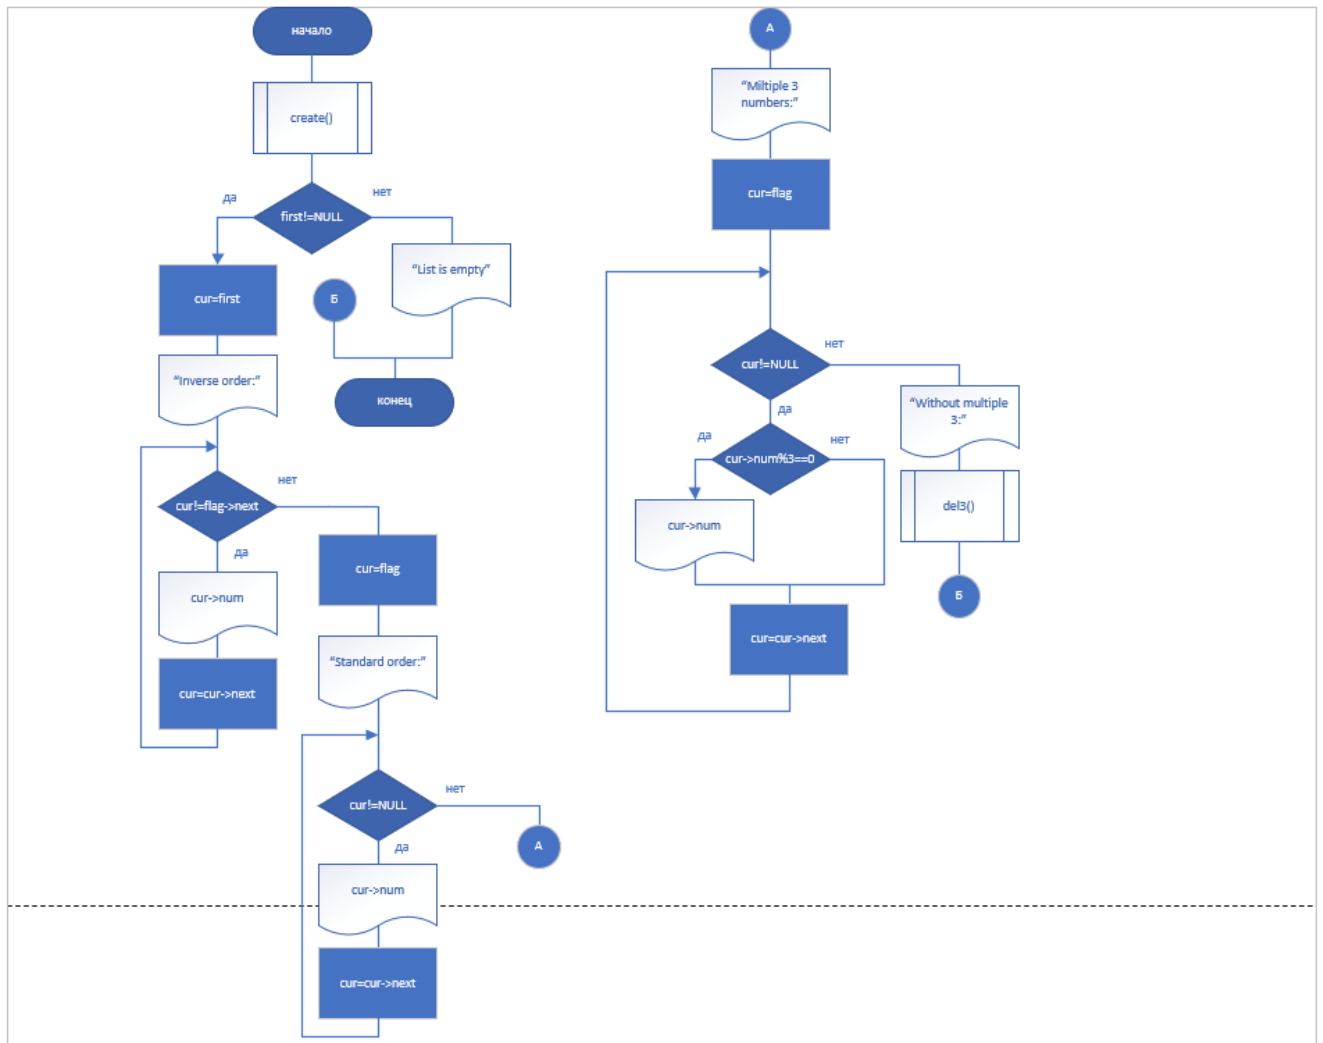 начало
create()
first!=NULL
да
нет
"List is empty"
cur=first
Б
конец
"Inverse order:"
cur!=flag->next
нет
да
cur->num
cur=cur->next
cur=flag
"Standard order:"
cur!=NULL
нет
А
да
cur->num
cur=cur->next
А
"Miltiple 3
numbers:"
cur=flag
cur!=NULL
нет
да
"Without multiple
3:"
del3()
Б
cur->num%3==0
да
нет
cur->num
cur=cur->next